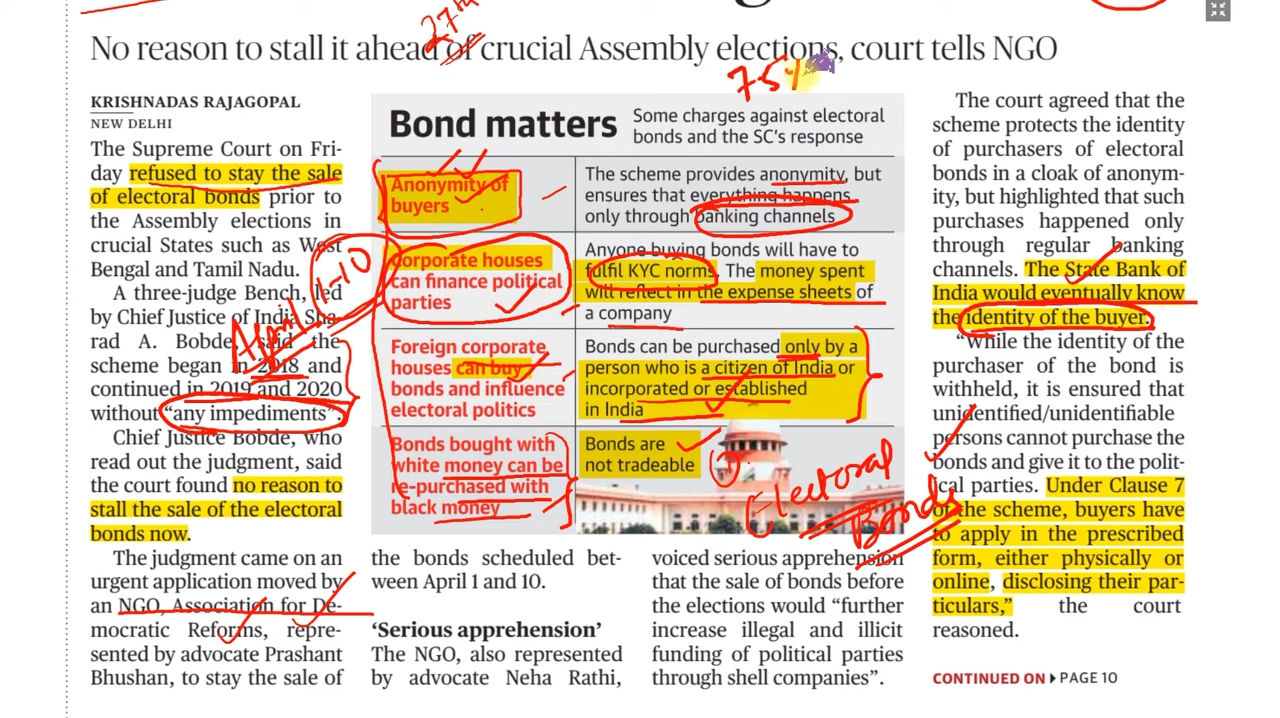 No reason to stall it ahead of crucial Assembly elections, court tells NGO
27th
75%
KRISHNADAS RAJAGOPAL
NEW DELHI
The Supreme Court on Fri-
day refused to stay the sale
of electoral bonds prior to
the Assembly elections in
crucial States such as West
Bengal and Tamil Nadu.
A three-judge Bench, led
by Chief Justice of India Sha-
rad A. Bobde, said the
scheme began in 2018 and
continued in 2019 and 2020
without “any impediments”.
Chief Justice Bobde, who
read out the judgment, said
the court found no reason to
stall the sale of the electoral
bonds now.
The judgment came on an
urgent application moved by
an NGO, Association for De-
mocratic Reforms, repre-
sented by advocate Prashant
Bhushan, to stay the sale of
April 1-10
Bond matters
Some charges against electoral
bonds and the SC's response
Anonymity of
buyers
The scheme provides anonymity, but
ensures that everything happens
only through banking channels
Corporate houses
can finance political
parties
Anyone buying bonds will have to
fulfil KYC norms. The money spent
will reflect in the expense sheets of
a company
Foreign corporate
houses can buy
bonds and influence
electoral politics
Bonds can be purchased only by a
person who is a citizen of India or
incorporated or established
in India
Bonds bought with
white money can be
re-purchased with
black money
Bonds are
not tradeable
① Electoral
Bonds
the bonds scheduled bet-
ween April 1 and 10.
‘Serious apprehension’
The NGO, also represented
by advocate Neha Rathi,
voiced serious apprehension
that the sale of bonds before
the elections would “further
increase illegal and illicit
funding of political parties
through shell companies”.
The court agreed that the
scheme protects the identity
of purchasers of electoral
bonds in a cloak of anonym-
ity, but highlighted that such
purchases happened only
through regular banking
channels. The State Bank of
India would eventually know
the identity of the buyer.
“While the identity of the
purchaser of the bond is
withheld, it is ensured that
unidentified/unidentifiable
persons cannot purchase the
bonds and give it to the polit-
ical parties. Under Clause 7
of the scheme, buyers have
to apply in the prescribed
form, either physically or
online, disclosing their par-
ticulars,” the court
reasoned.
CONTINUED ON PAGE 10